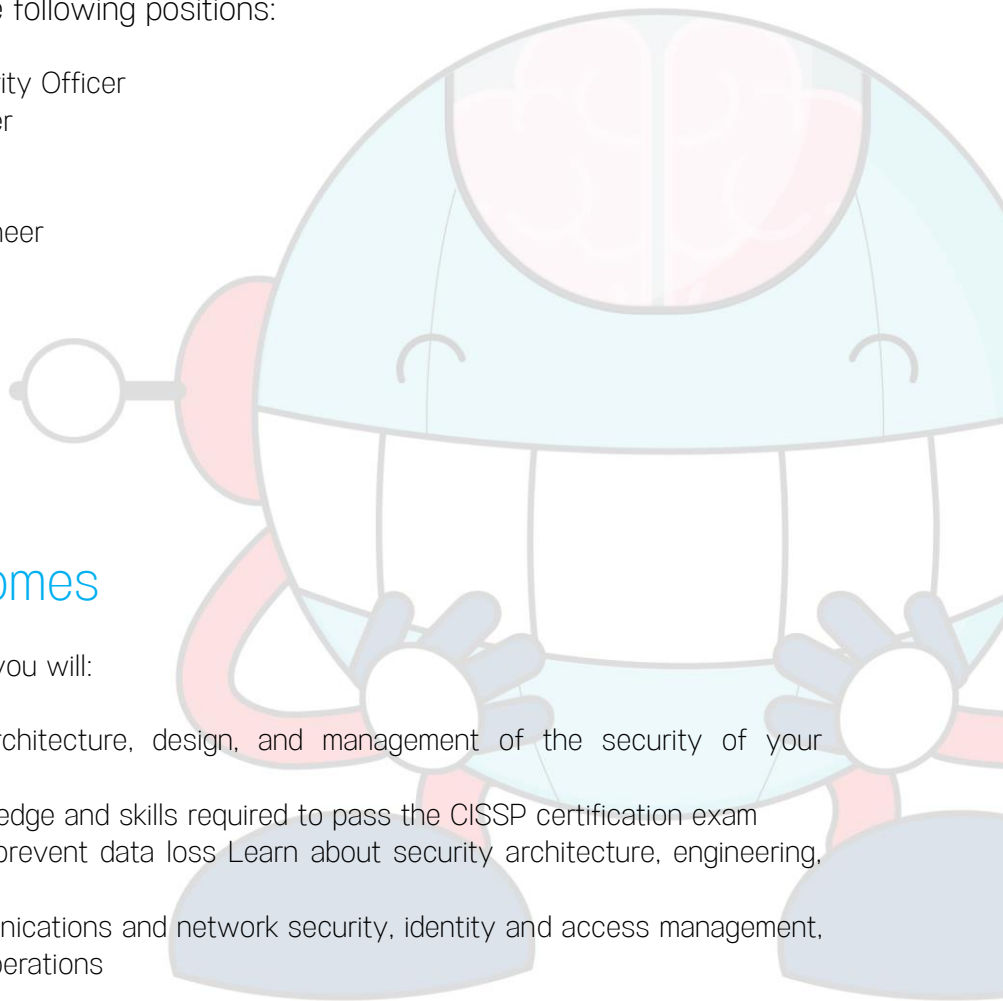 following positions:
ity Officer
er
neer
omes
you will:
rchitecture, design, and management of the security of your
edge and skills required to pass the CISSP certification exam
prevent data loss Learn about security architecture, engineering,
nications and network security, identity and access management,
perations